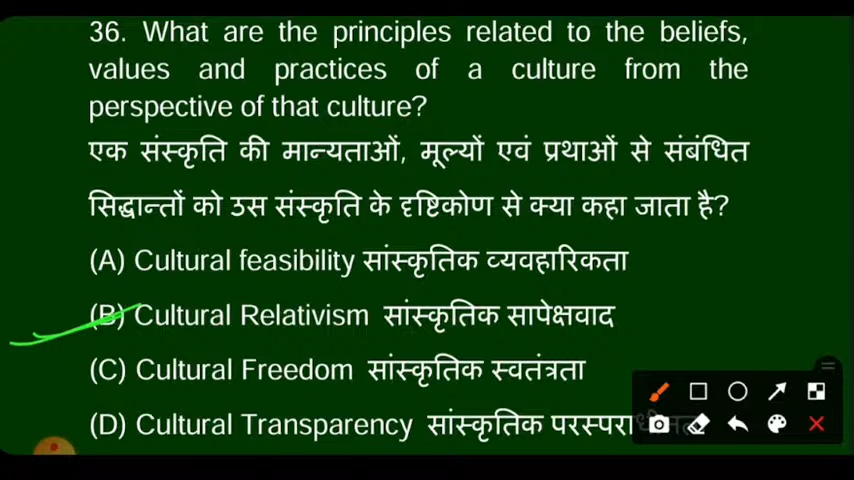 36. What are the principles related to the beliefs,
values and practices of a culture from the
perspective of that culture?
एक संस्कृति की मान्यताओं, मूल्यों एवं प्रथाओं से संबंधित
सिद्धान्तों को उस संस्कृति के दृष्टिकोण से क्या कहा जाता है?
(A) Cultural feasibility सांस्कृतिक व्यवहारिकता
(B) Cultural Relativism सांस्कृतिक सापेक्षवाद
(C) Cultural Freedom सांस्कृतिक स्वतंत्रता
(D) Cultural Transparency सांस्कृतिक